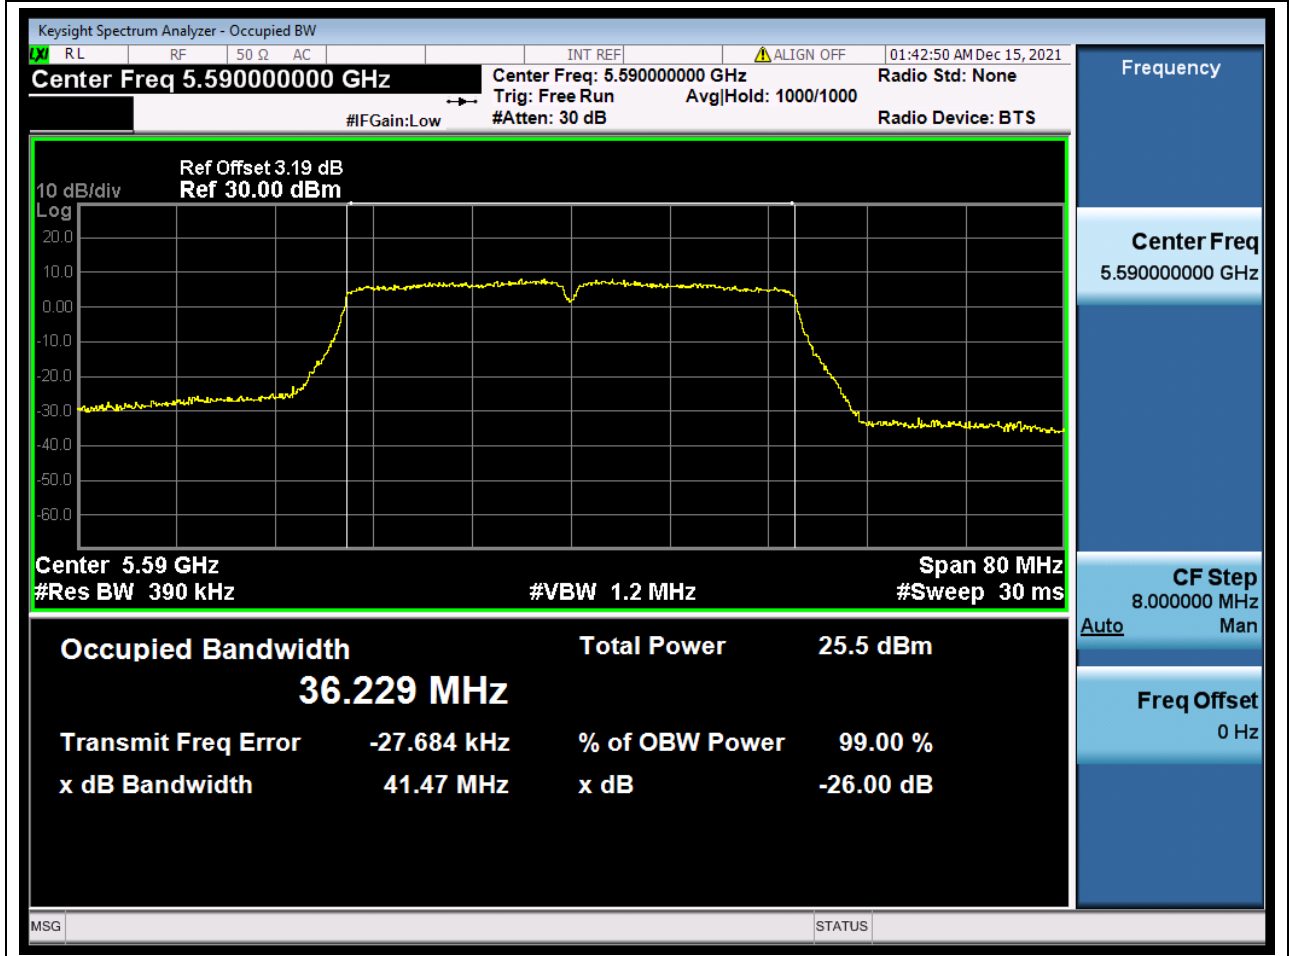 Keysight Spectrum Analyzer - Occupied BW
LXI RL RF 50 Ω AC INT REF ALIGN OFF 01:42:50 AM Dec 15, 2021
Center Freq 5.590000000 GHz
Center Freq: 5.590000000 GHz Radio Std: None
Trig: Free Run Avg|Hold: 1000/1000
#IFGain:Low #Atten: 30 dB Radio Device: BTS
Ref Offset 3.19 dB
10 dB/div Ref 30.00 dBm
Log
20.0
10.0
0.00
-10.0
-20.0
-30.0
-40.0
-50.0
-60.0
Center 5.59 GHz Span 80 MHz
#Res BW 390 kHz #VBW 1.2 MHz #Sweep 30 ms
Occupied Bandwidth Total Power 25.5 dBm
36.229 MHz
Transmit Freq Error -27.684 kHz % of OBW Power 99.00 %
x dB Bandwidth 41.47 MHz x dB -26.00 dB
Frequency
Center Freq
5.590000000 GHz
CF Step
8.000000 MHz
Auto Man
Freq Offset
0 Hz
MSG STATUS